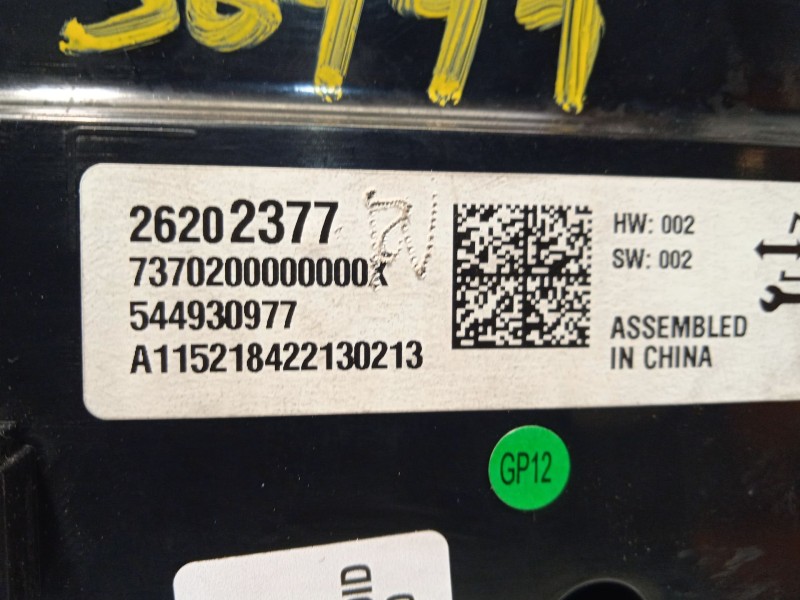 26202377
7370200000000X
544930977
A115218422130213
HW: 002
SW: 002
ASSEMBLED
IN CHINA
GP12